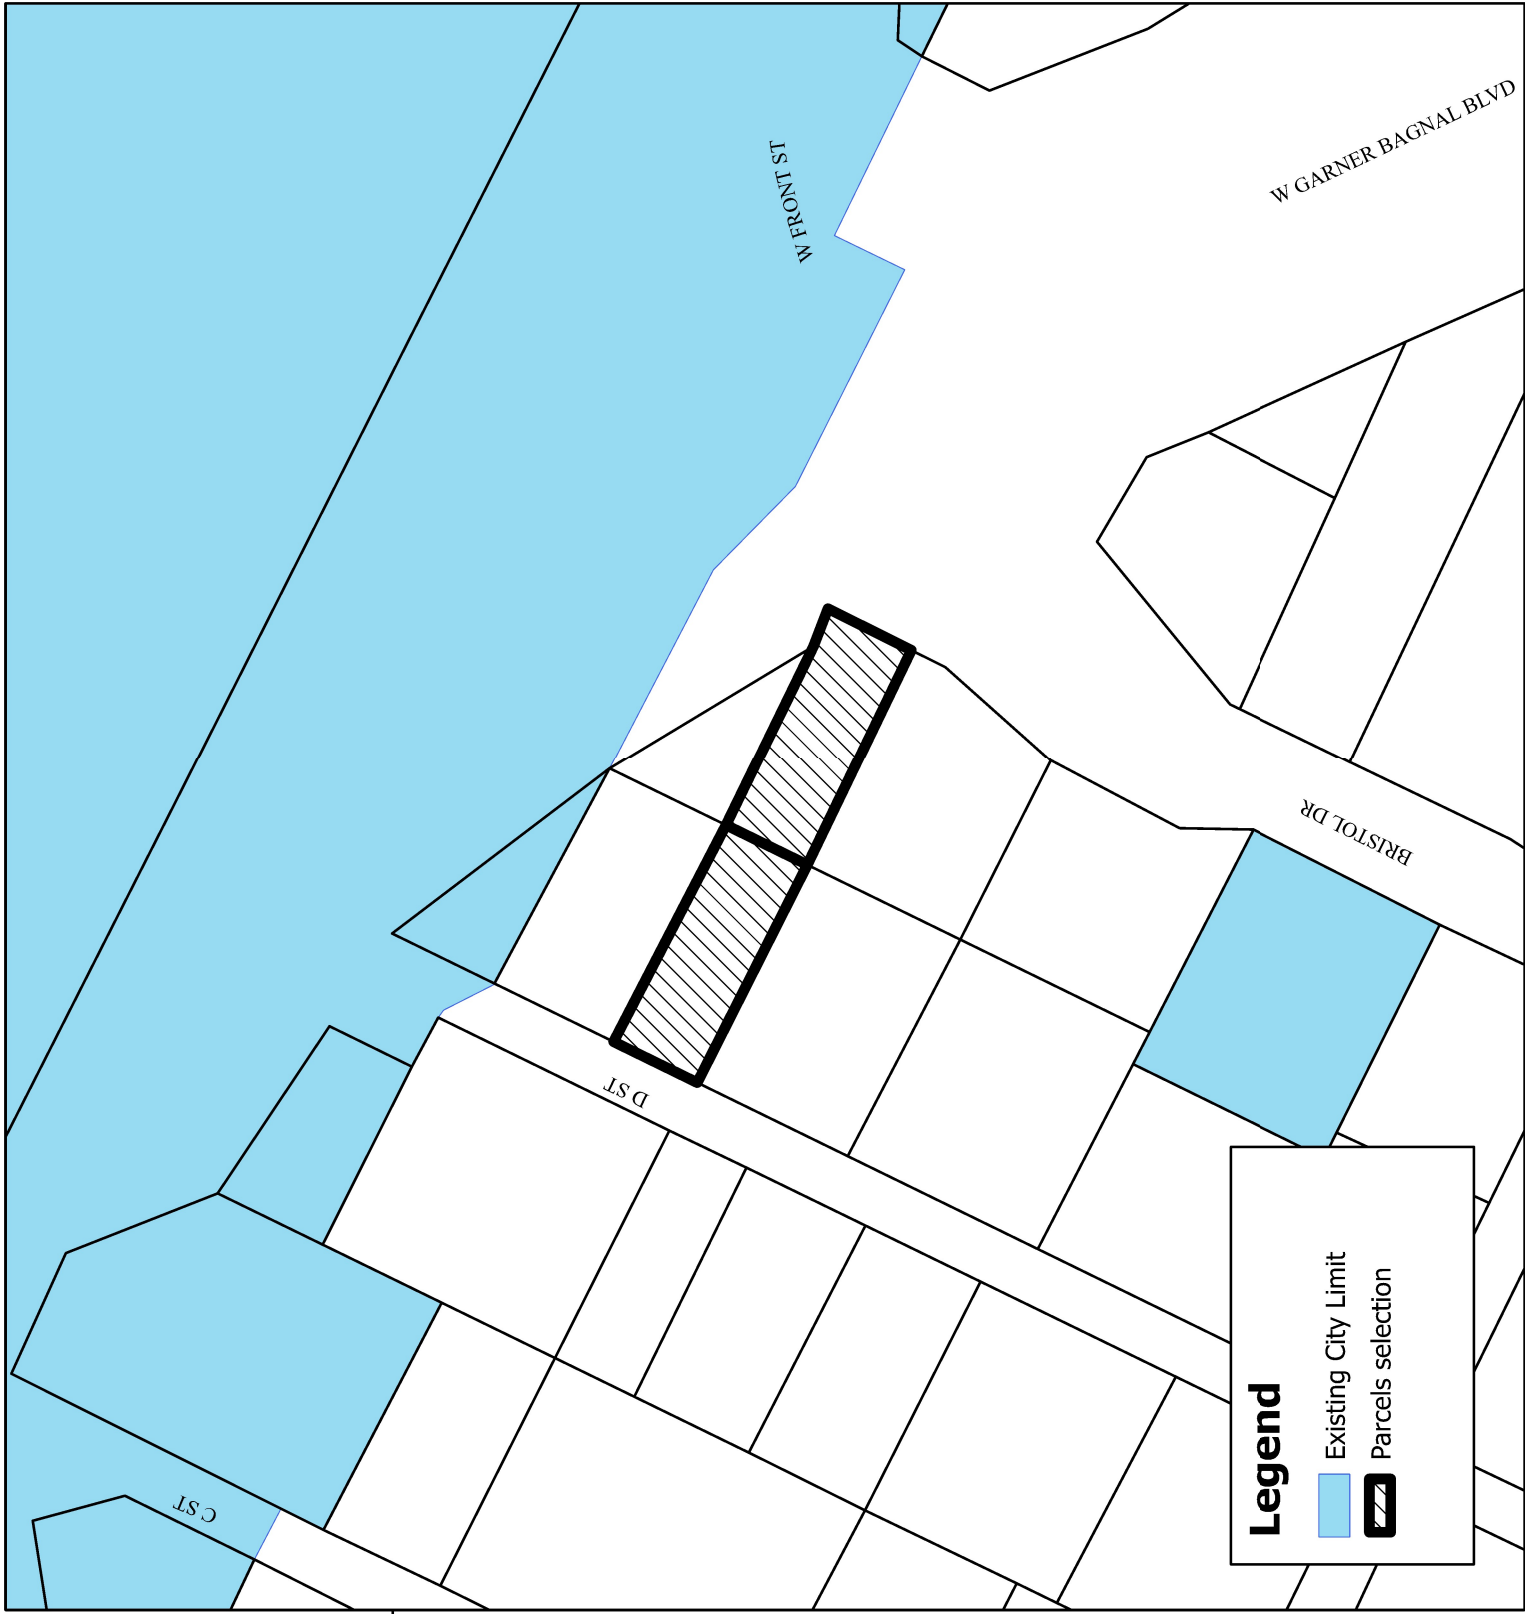 W FRONT ST
W GARNER BAGNAL BLVD
BRISTOL DR
D ST
C ST
Legend
Existing City Limit
Parcels selection